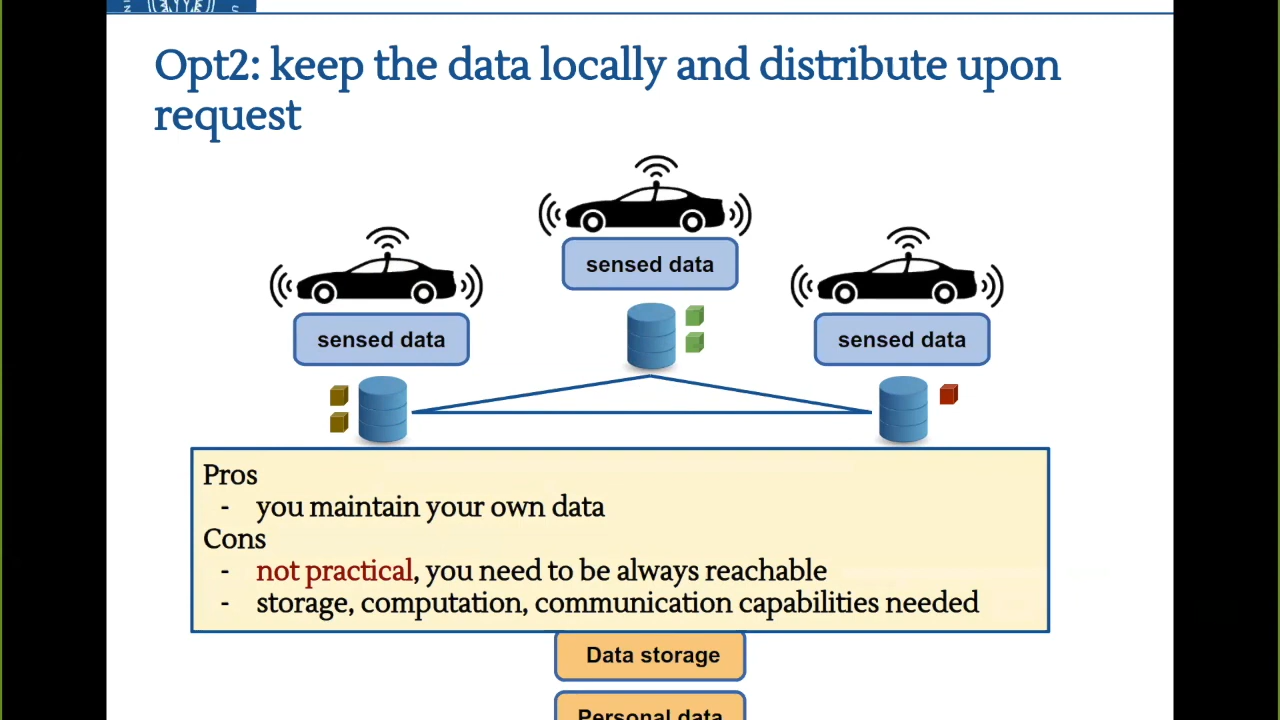 Opt2: keep the data locally and distribute upon
request
sensed data
sensed data
sensed data
Pros
- you maintain your own data
Cons
- not practical, you need to be always reachable
- storage, computation, communication capabilities needed
Data storage
Personal data